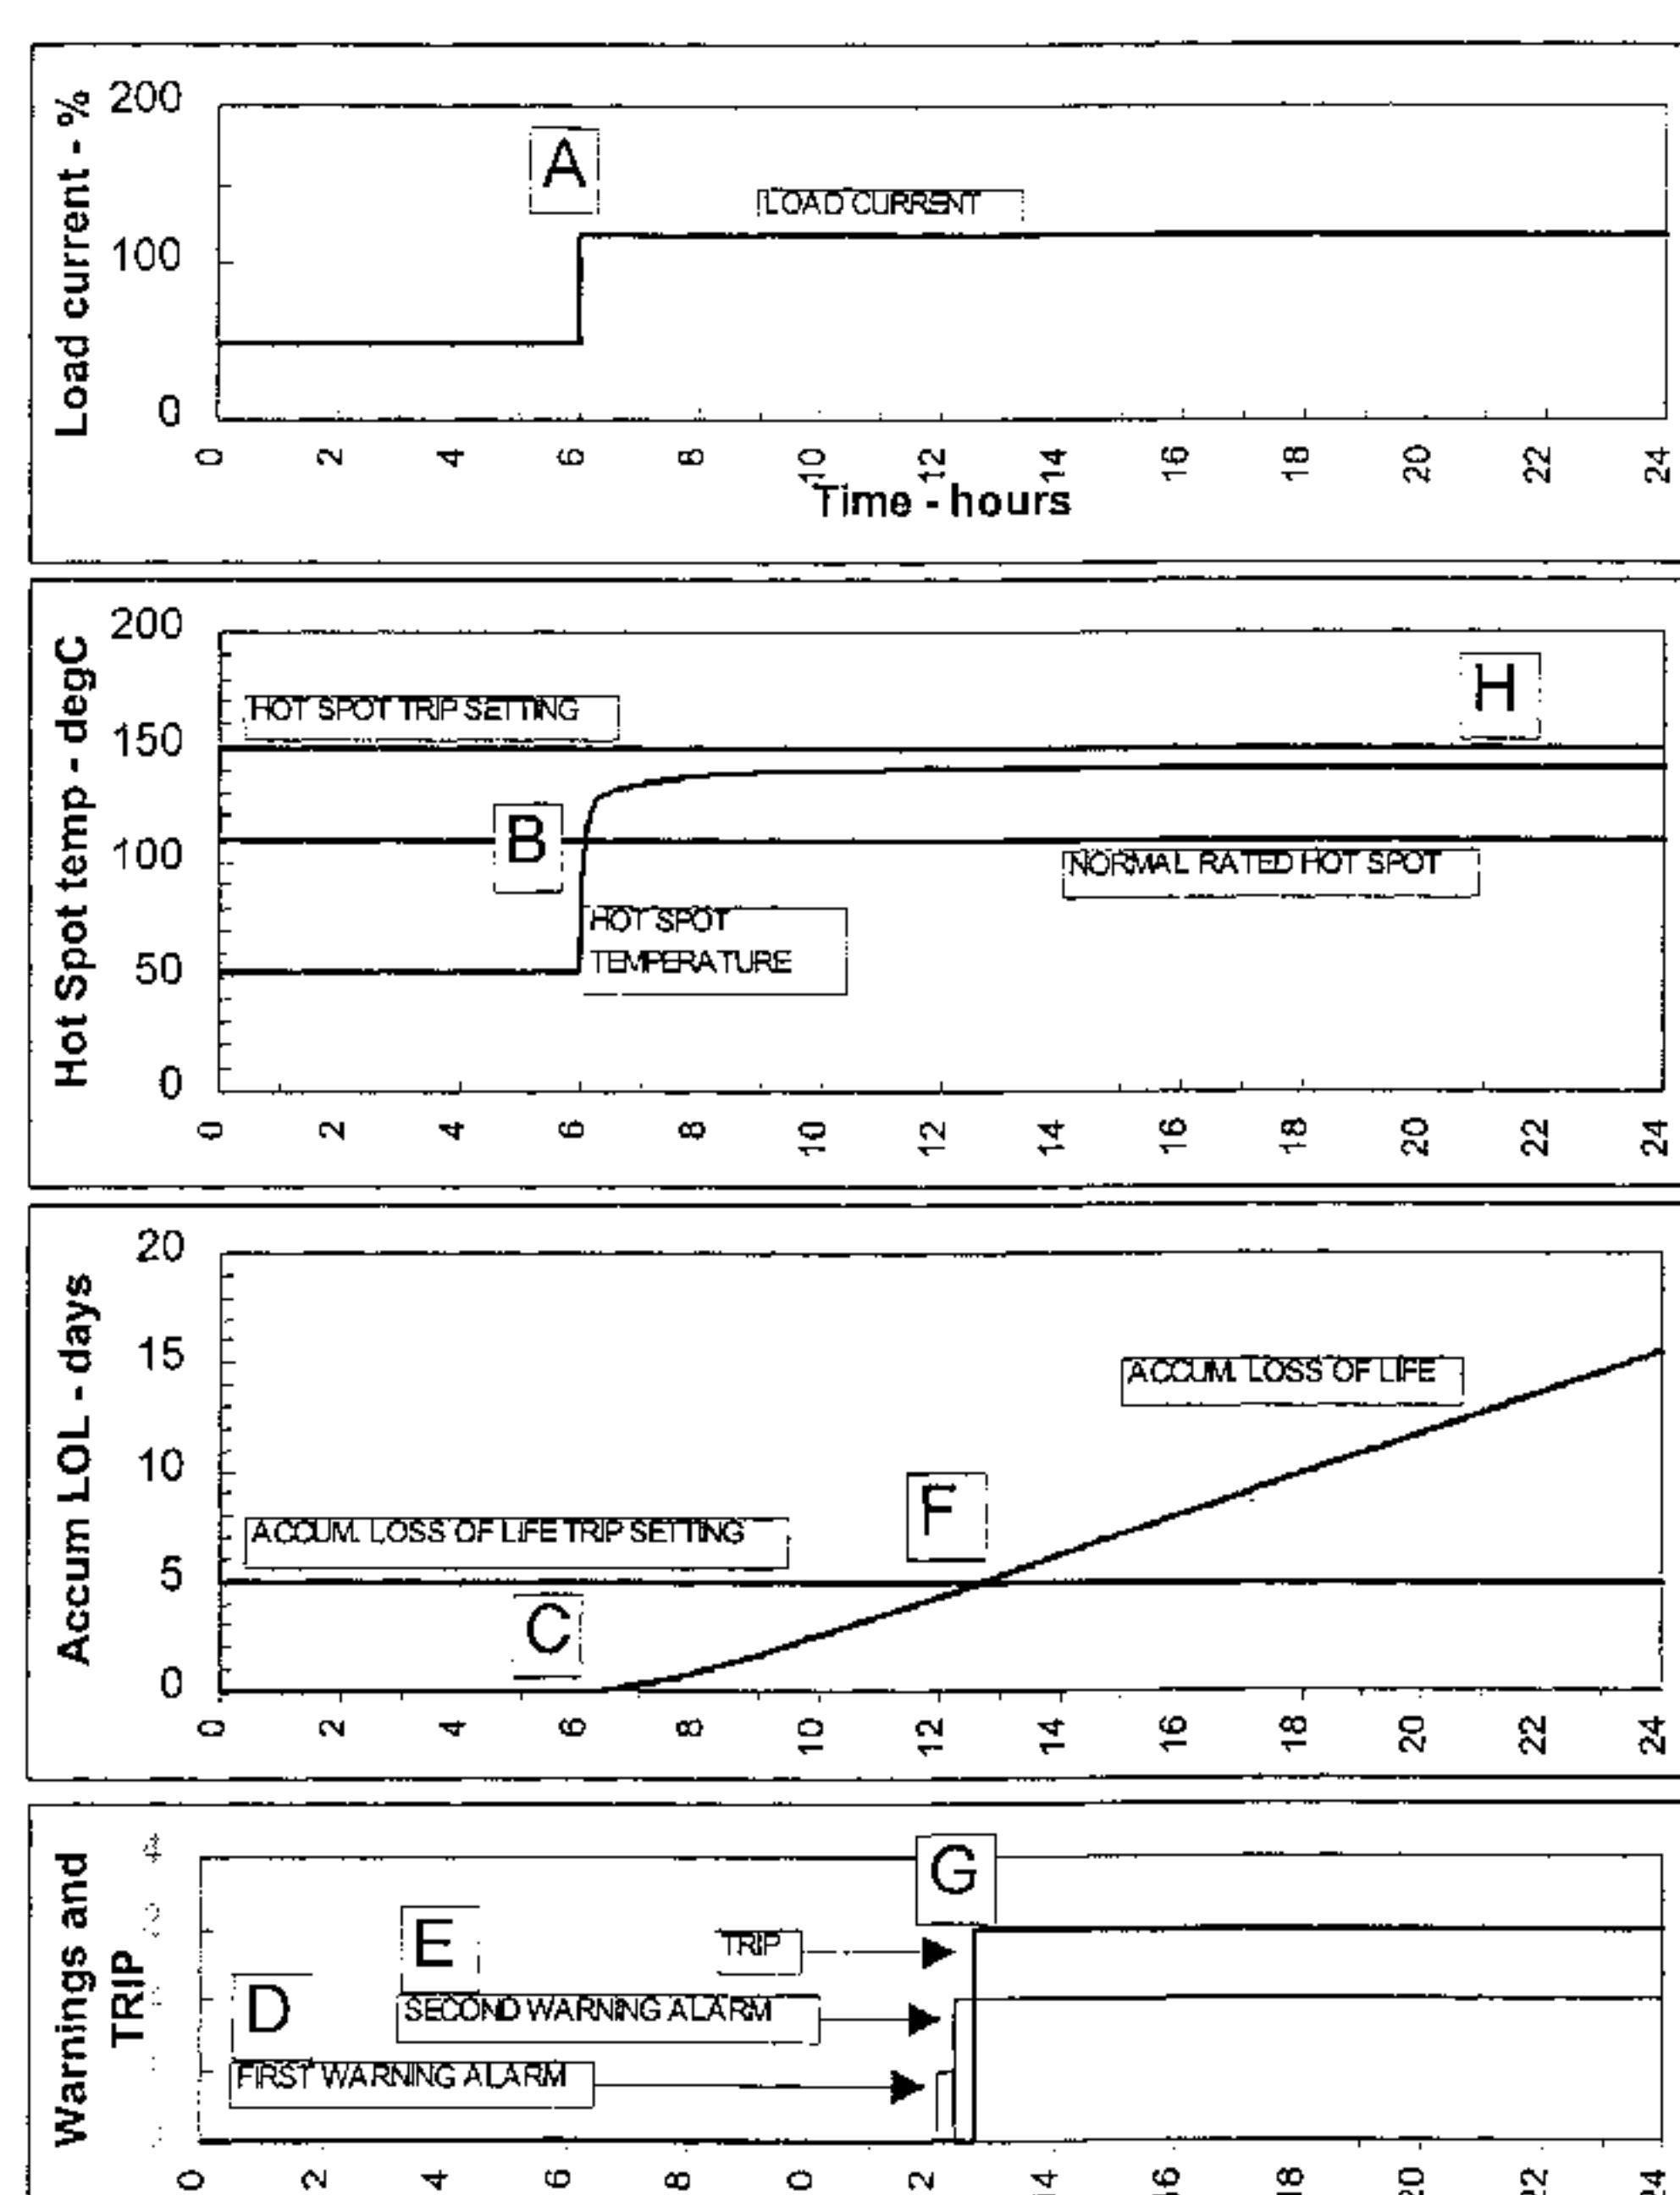 Load current - %
200
100
0
A
LOAD CURRENT
0 2 4 6 8 10 12 14 16 18 20 22 24
Time - hours
Hot Spot temp - degC
200
150
100
50
0
HOT SPOT TRIP SETTING
H
B
NORMAL RATED HOT SPOT
HOT SPOT
TEMPERATURE
0 2 4 6 8 10 12 14 16 18 20 22 24
Accum LOL - days
20
15
10
5
0
ACCUM. LOSS OF LIFE
F
ACCUM. LOSS OF LIFE TRIP SETTING
C
0 2 4 6 8 10 12 14 16 18 20 22 24
Warnings and
TRIP
4
G
E
TRIP
D
SECOND WARNING ALARM
FIRST WARNING ALARM
0 2 4 6 8 0 2 14 16 18 20 22 24